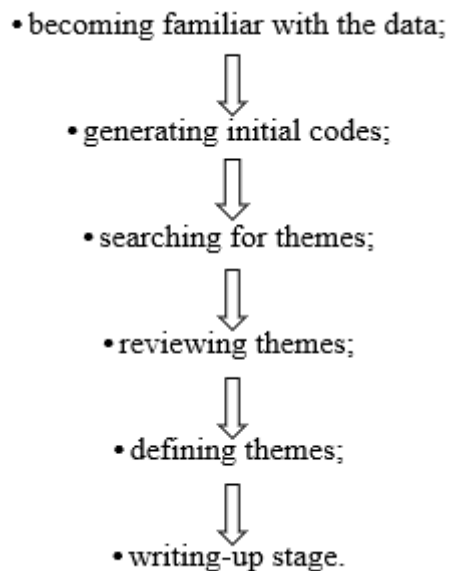 • becoming familiar with the data;
• generating initial codes;
• searching for themes;
• reviewing themes;
• defining themes;
• writing-up stage.